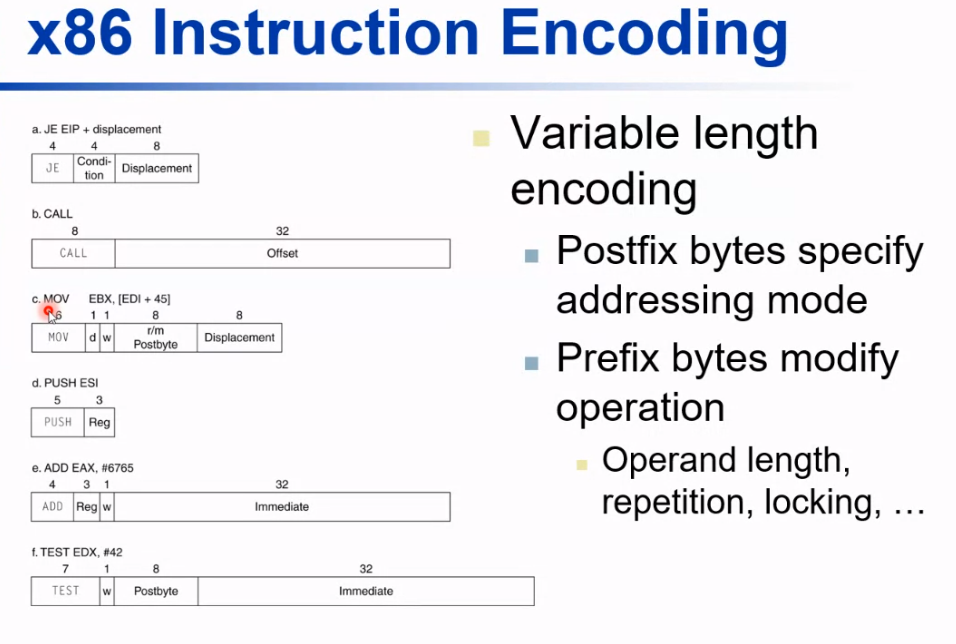 x86 Instruction Encoding
a. JE EIP + displacement
4 4 8
JE Condi- Displacement
tion
b. CALL
8 32
CALL Offset
c. MOV EBX, [EDI + 45]
6 1 1 8 8
MOV d w r/m Displacement
Postbyte
d. PUSH ESI
5 3
PUSH Reg
e. ADD EAX, #6765
4 3 1 32
ADD Reg w Immediate
f. TEST EDX, #42
7 1 8 32
TEST w Postbyte Immediate
Variable length
encoding
Postfix bytes specify
addressing mode
Prefix bytes modify
operation
Operand length,
repetition, locking, …